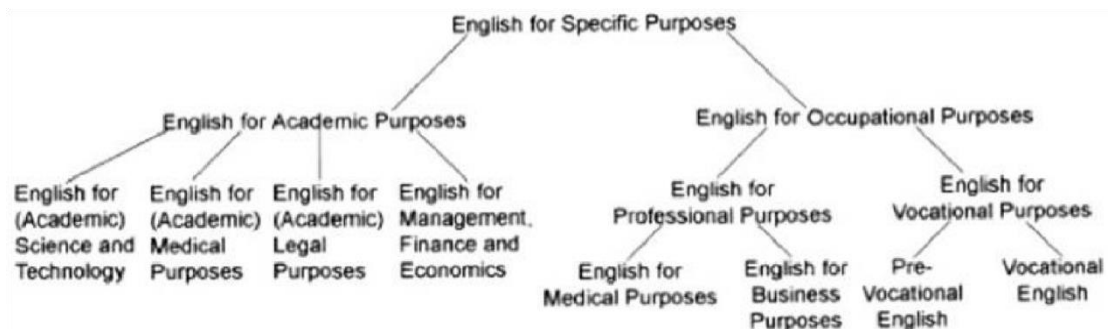 English for Specific Purposes
English for Academic Purposes
English for Occupational Purposes
English for
(Academic)
Science and
Technology
English for
(Academic)
Medical
Purposes
English for
(Academic)
Legal
Purposes
English for
Management,
Finance and
Economics
English for
Professional Purposes
English for
Vocational Purposes
English for
Medical Purposes
English for
Business
Purposes
Pre-
Vocational
English
Vocational
English